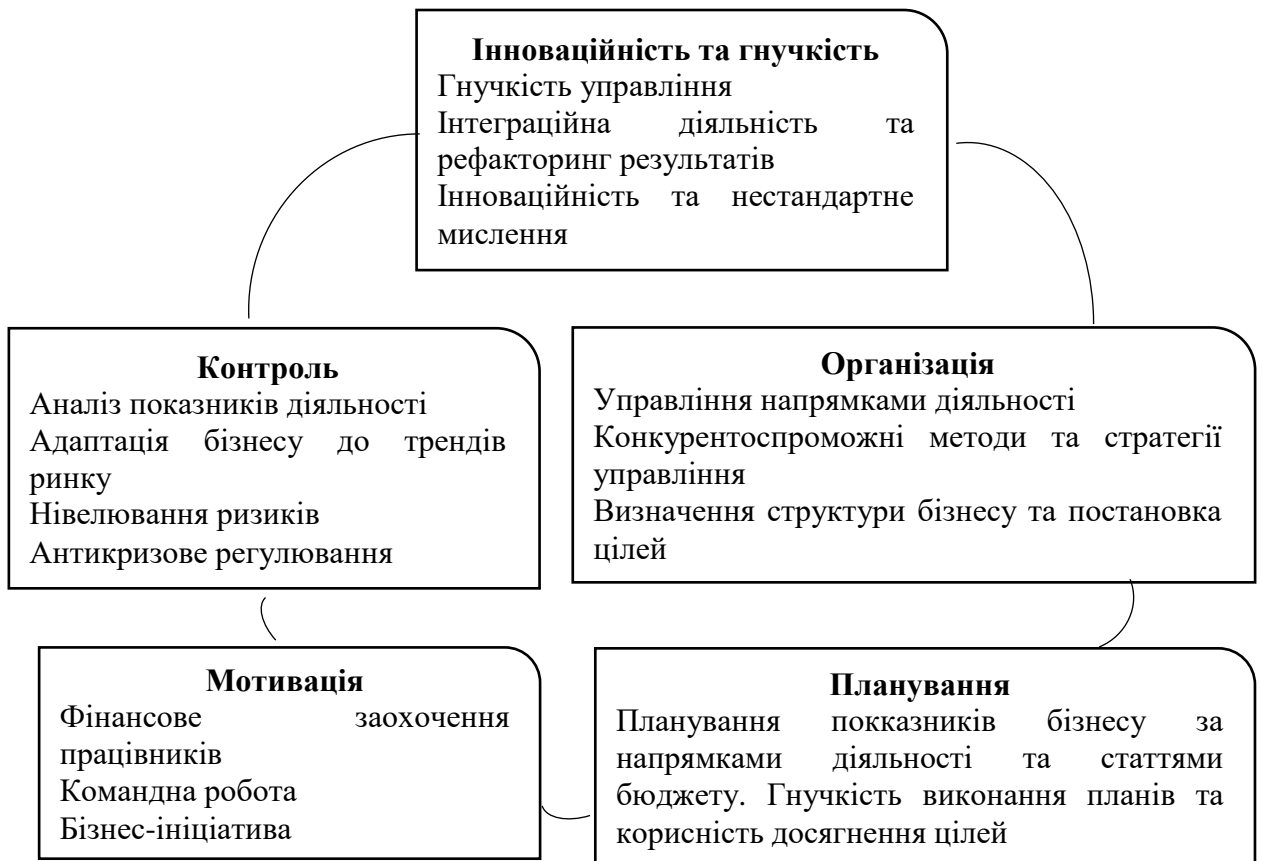 Інноваційність та гнучкість
Гнучкість управління
Інтеграційна діяльність та
рефакторинг результатів
Інноваційність та нестандартне
мислення
Контроль
Аналіз показників діяльності
Адаптація бізнесу до трендів
ринку
Нівелювання ризиків
Антикризове регулювання
Організація
Управління напрямками діяльності
Конкурентоспроможні методи та стратегії
управління
Визначення структури бізнесу та постановка
цілей
Мотивація
Фінансове заохочення
працівників
Командна робота
Бізнес-ініціатива
Планування
Планування покказників бізнесу за
напрямками діяльності та статтями
бюджету. Гнучкість виконання планів та
корисність досягнення цілей